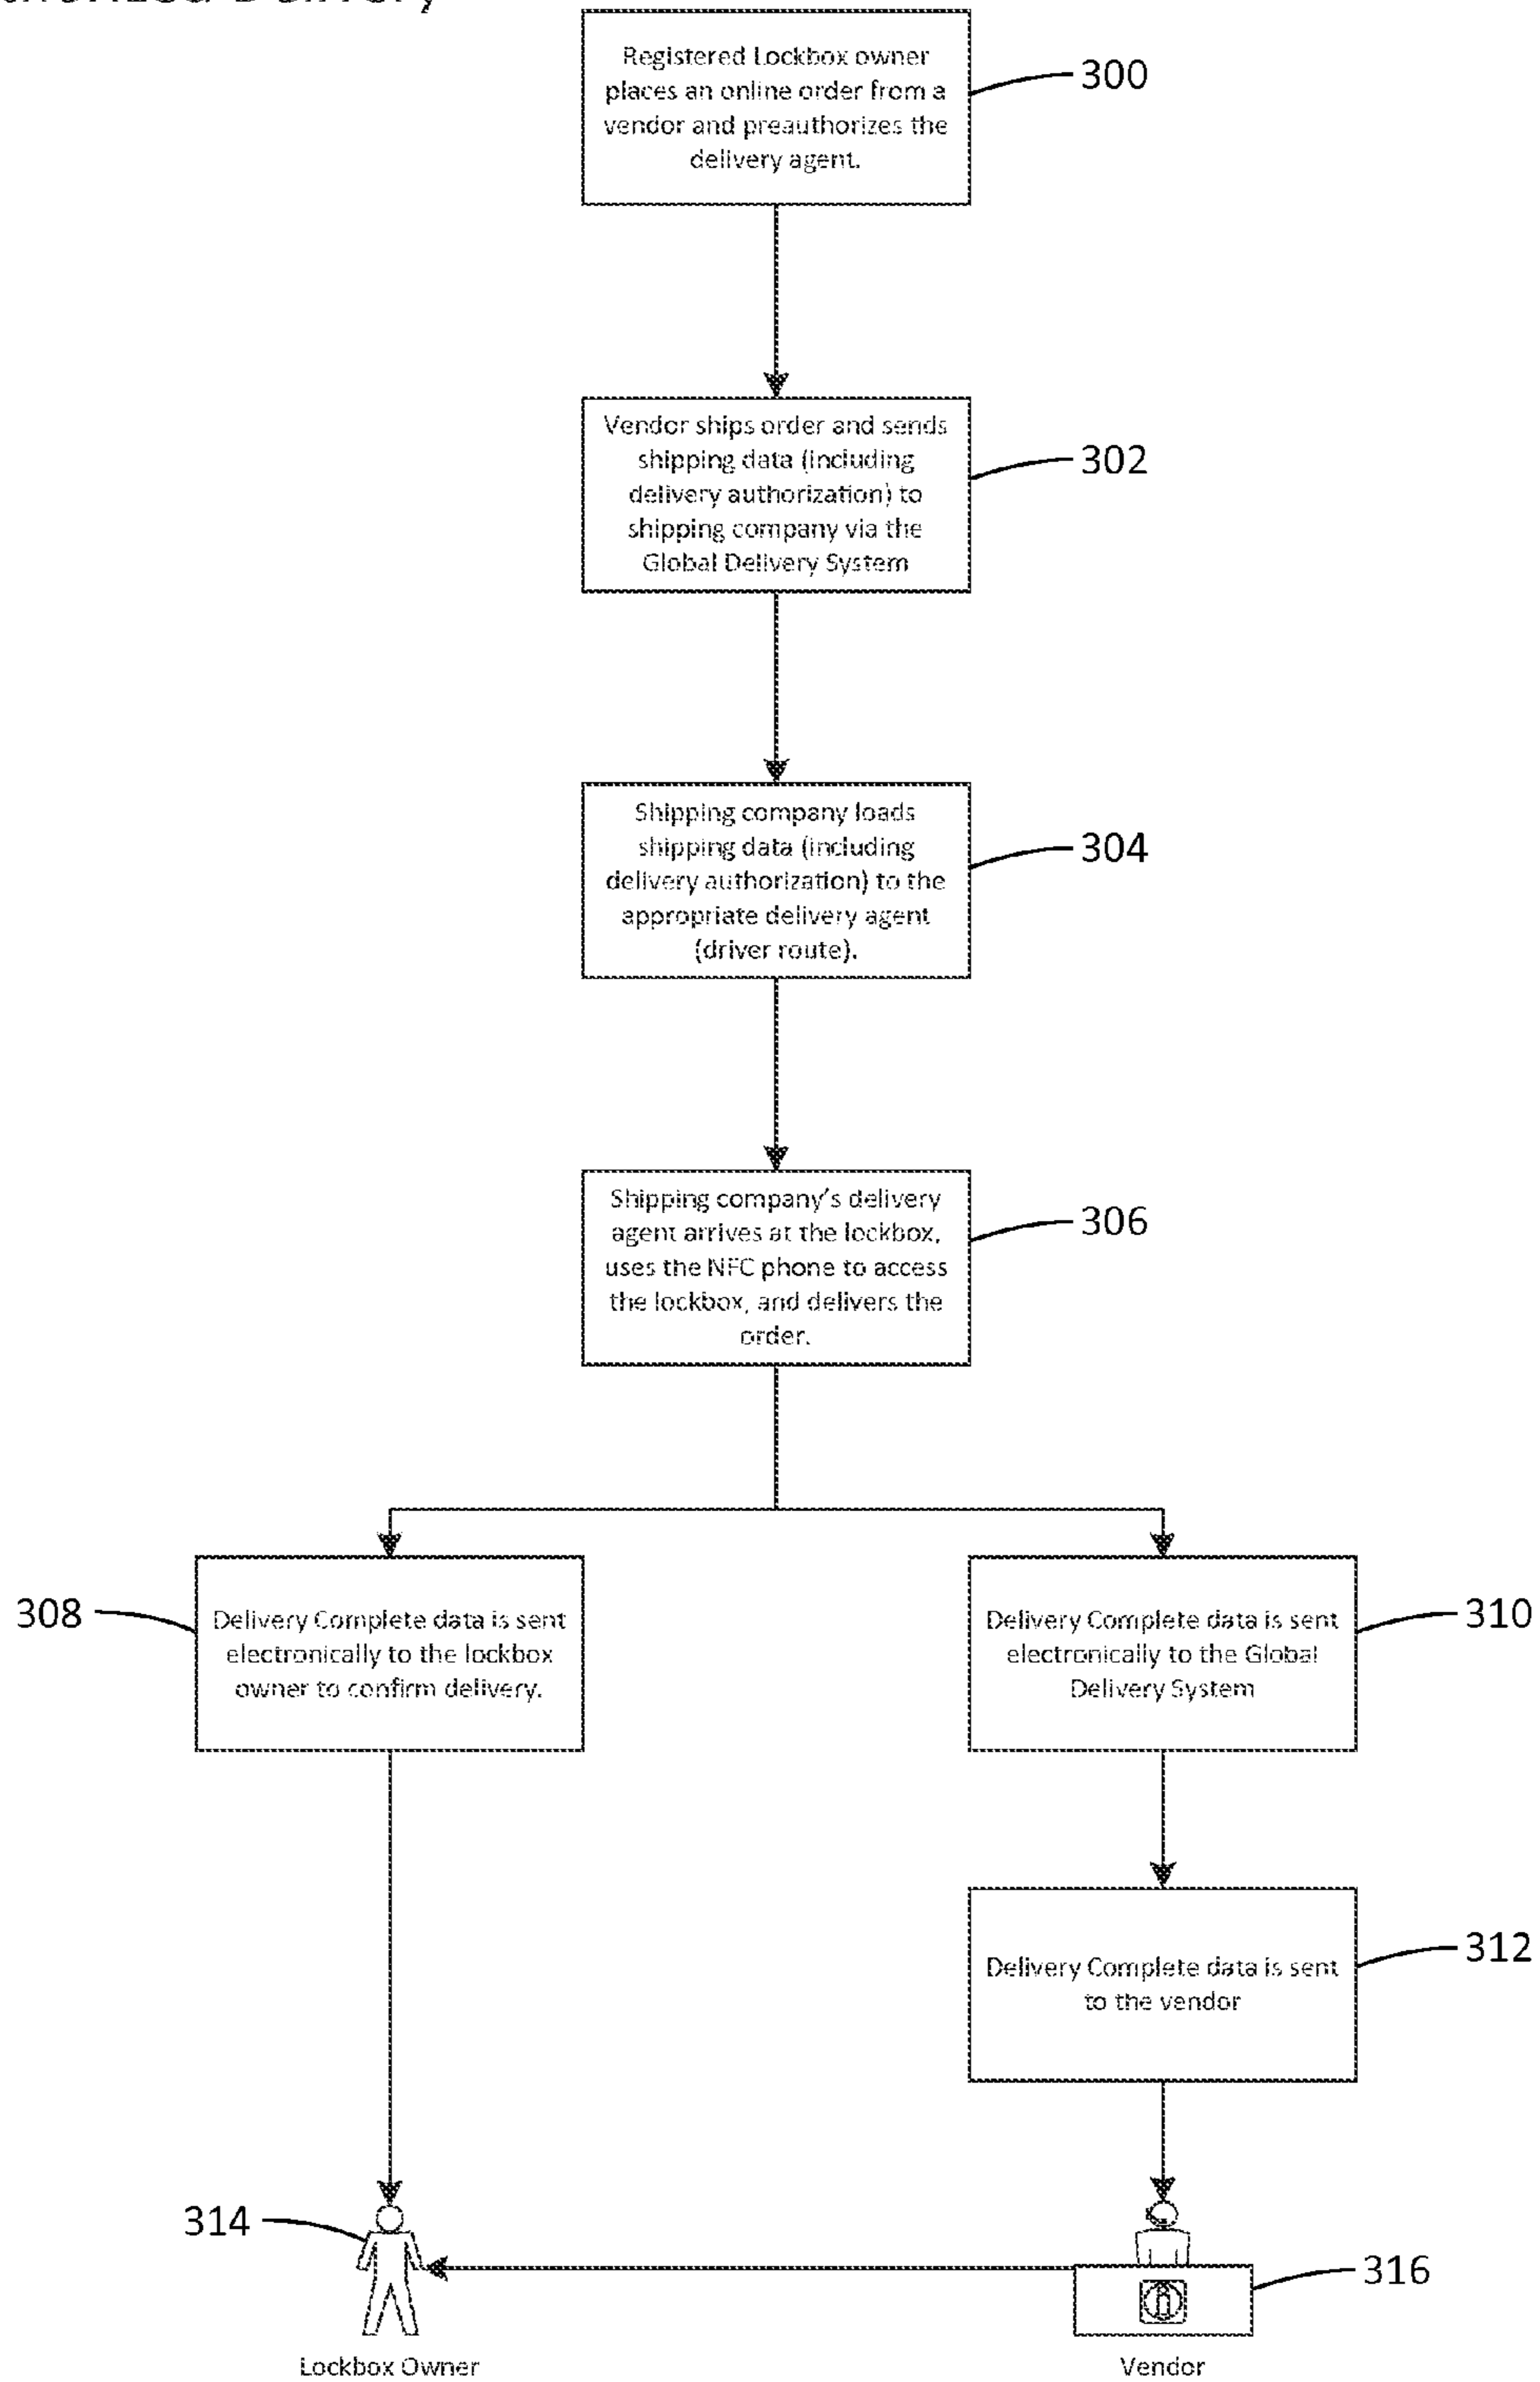 Delivery
Registered Lockbox owner
places an online order from a
vendor and preauthorizes the
delivery agent.
300
Vendor ships order and sends
shipping data (including
delivery authorization) to
shipping company via the
Global Delivery System
302
Shipping company loads
shipping data (including
delivery authorization) to the
appropriate delivery agent
(driver route).
304
Shipping company's delivery
agent arrives at the lockbox,
uses the NFC phone to access
the lockbox, and delivers the
order.
306
308
Delivery Complete data is sent
electronically to the lockbox
owner to confirm delivery.
Delivery Complete data is sent
electronically to the Global
Delivery System
310
Delivery Complete data is sent
to the vendor
312
314
316
Lockbox Owner
Vendor